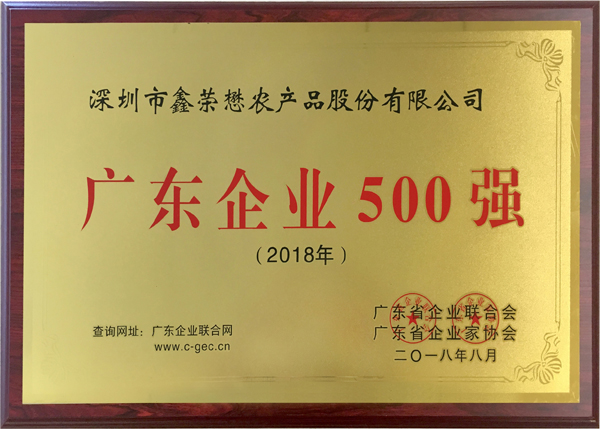 深圳市鑫荣懋农产品股份有限公司
广东企业500强
（2018年）
广东省企业联合会
查询网址：广东企业联合网
广东省企业家协会
www.c-gec.cn
二〇一八年八月